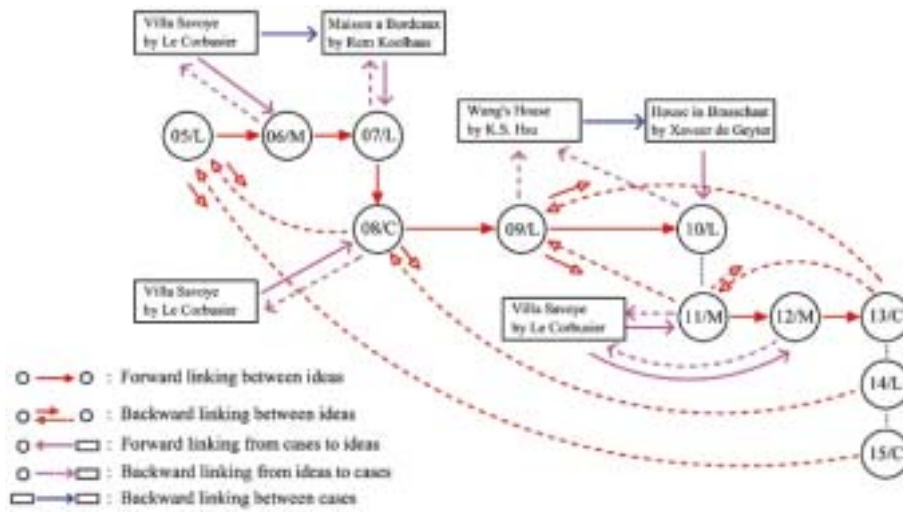 Villa Savoye
by Le Corbusier
Maison a Bordeaux
by Rem Koolhaas
Wang's House
by K.S. Hsu
House in Brasschaat
by Xaveer de Geyter
05/L
06/M
07/L
08/C
09/L
10/L
Villa Savoye
by Le Corbusier
Villa Savoye
by Le Corbusier
11/M
12/M
13/C
14/L
15/C
: Forward linking between ideas
: Backward linking between ideas
: Forward linking from cases to ideas
: Backward linking from ideas to cases
: Backward linking between cases